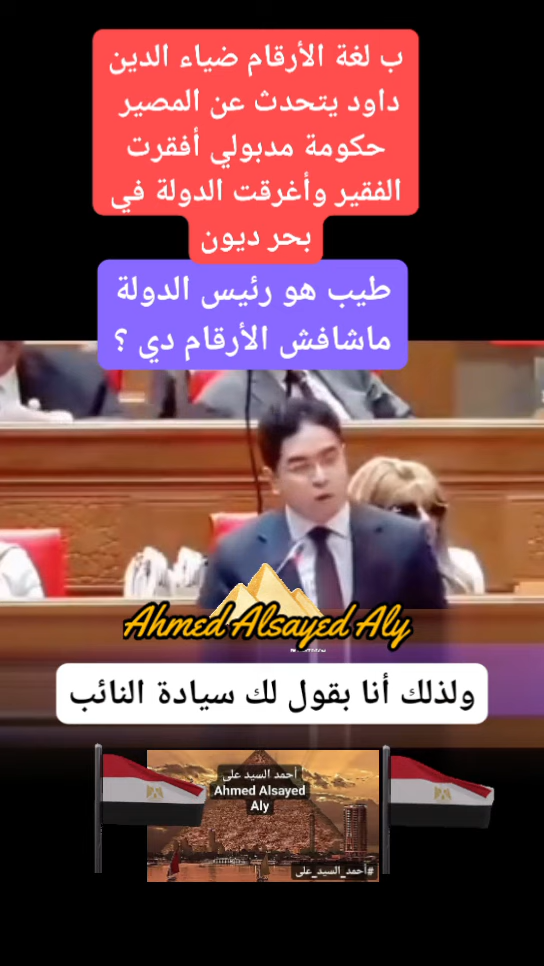 ب لغة الأرقام ضياء الدين
داود يتحدث عن المصير
حكومة مدبولي أفقرت
الفقير وأغرقت الدولة في
بحر ديون
طيب هو رئيس الدولة
ماشافش الأرقام دي ؟
Ahmed Alsayed Aly
ولذلك أنا بقول لك سيادة النائب
أحمد السيد على
Ahmed Alsayed
Aly
#أحمد_السيد_على